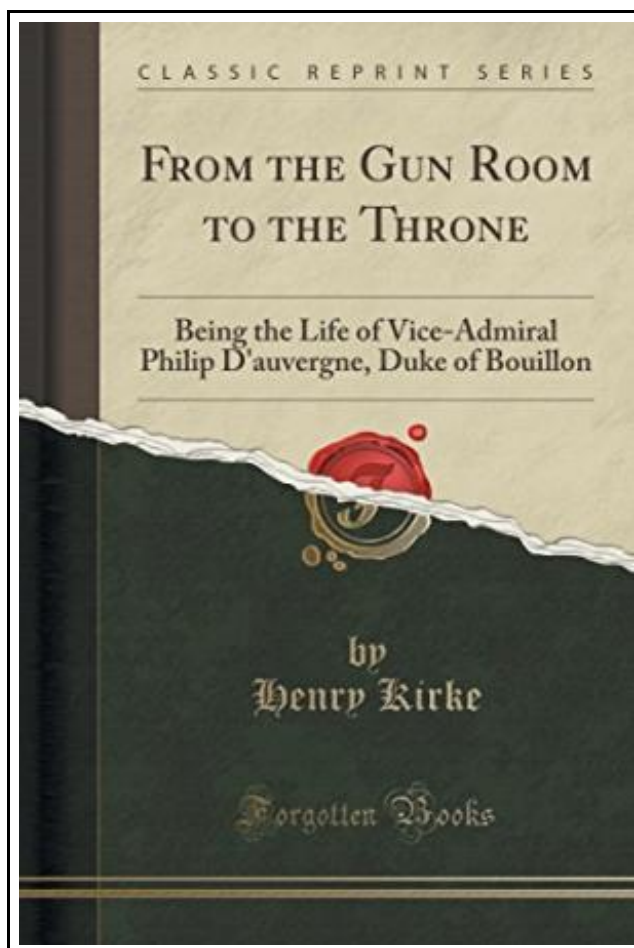 CLASSIC REPRINT SERIES
FROM THE GUN ROOM
TO THE THRONE
Being the Life of Vice-Admiral
Philip D'auvergne, Duke of Bouillon
by
Henry Kirke
Forgotten Books